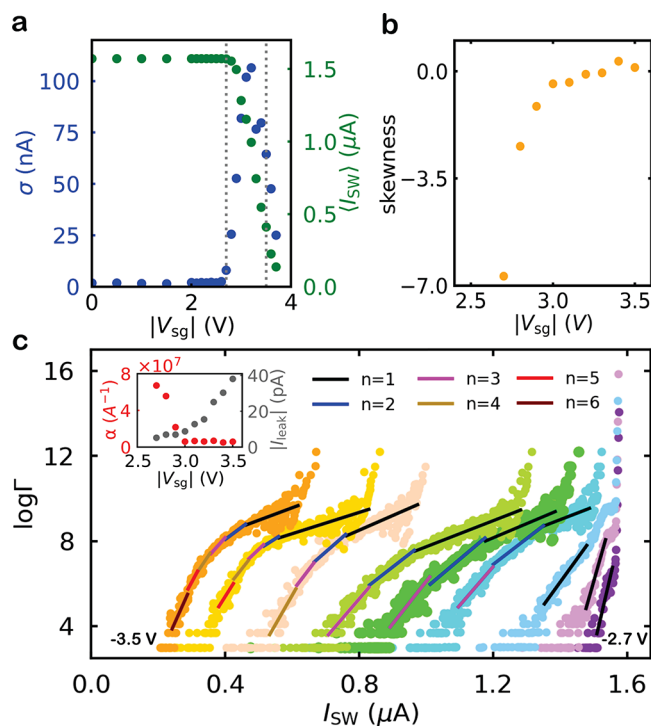 a
b
100
75
50
25
0
σ (nA)
1.5
1.0
0.5
0.0
⟨I_SW⟩ (μA)
0
2
4
|V_sg| (V)
0.0
−3.5
−7.0
skewness
2.5
3.0
3.5
|V_sg| (V)
c
16
12
8
4
logΓ
8
4
0
×10^7
α (A^−1)
40
20
0
|I_leak| (pA)
2.5
3.0
3.5
|V_sg| (V)
n=1
n=3
n=5
n=2
n=4
n=6
-3.5 V
-2.7 V
0.0
0.4
0.8
1.2
1.6
I_SW (μA)